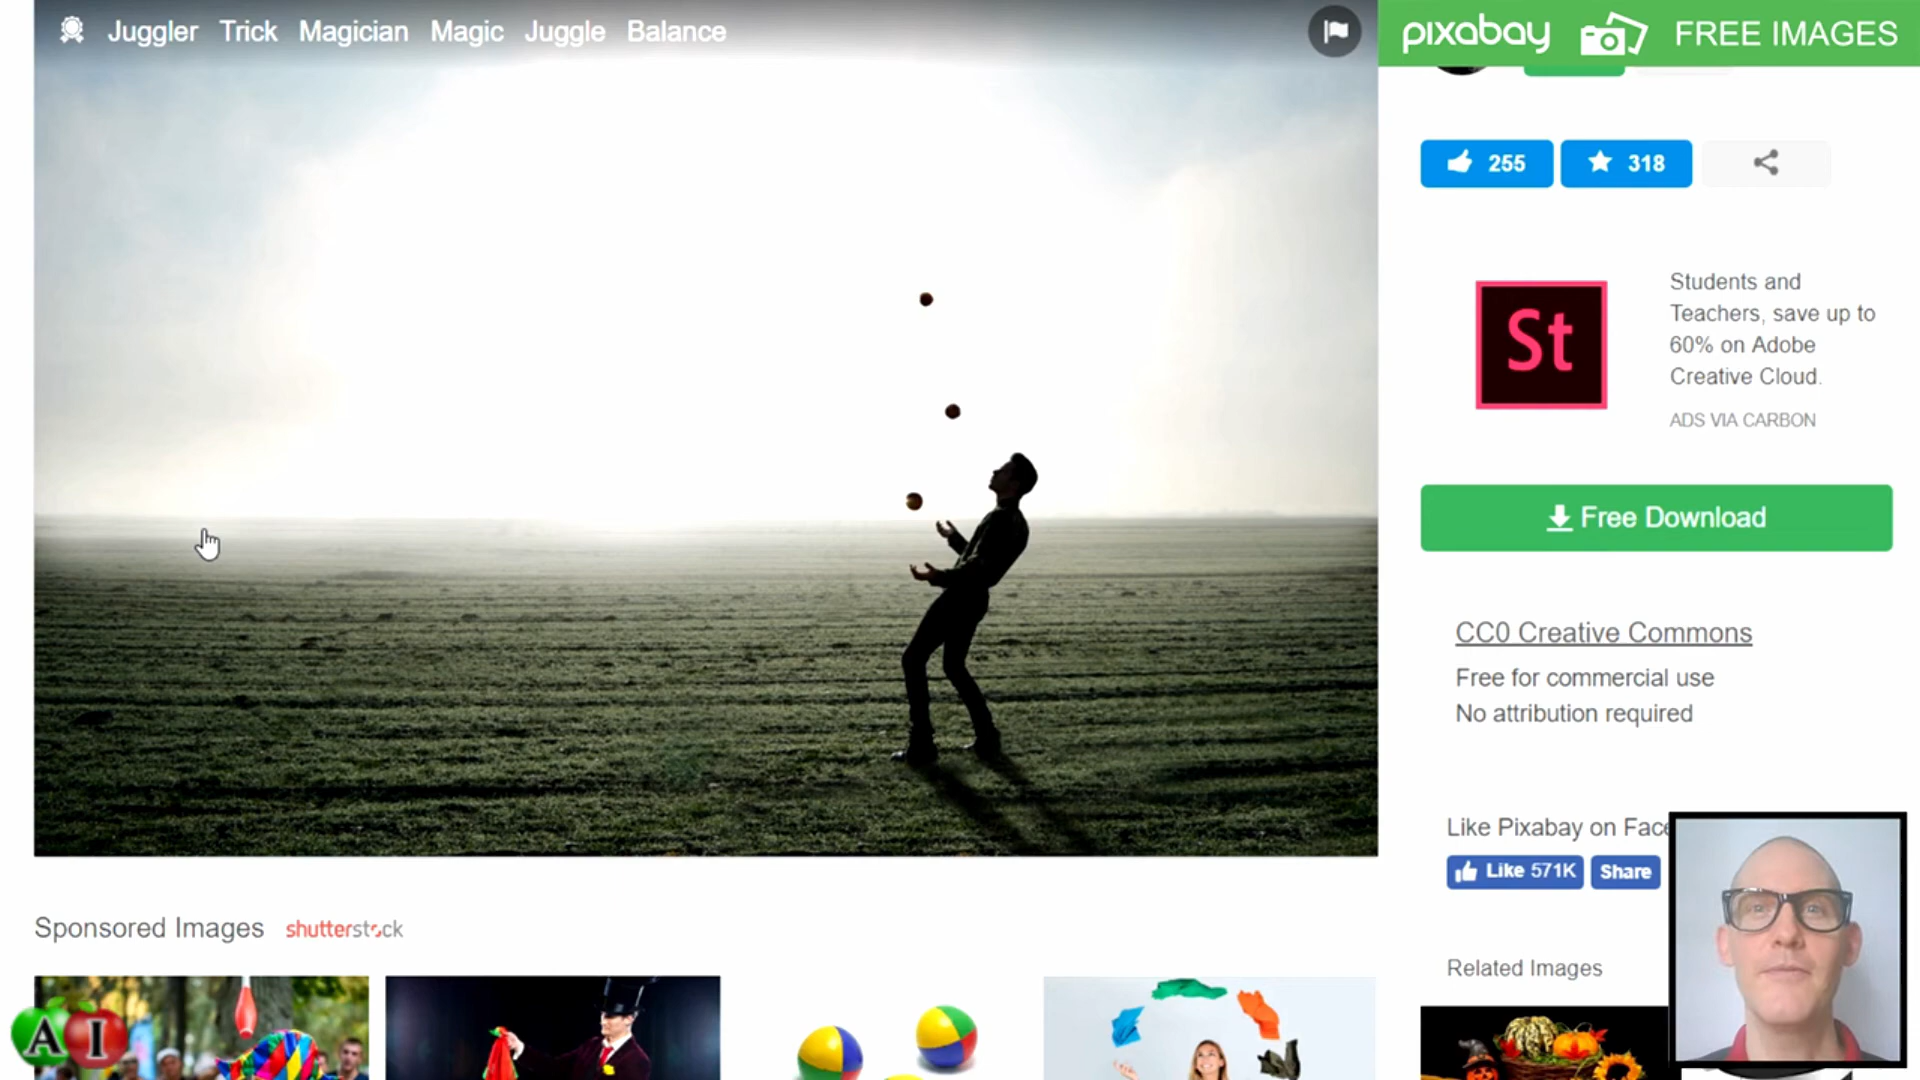 Juggler Trick Magician Magic Juggle Balance
pixabay FREE IMAGES
255
318
St
Students and
Teachers, save up to
60% on Adobe
Creative Cloud.
ADS VIA CARBON
Free Download
CC0 Creative Commons
Free for commercial use
No attribution required
Like Pixabay on Face
Like 571K Share
Sponsored Images shutterstock
Related Images
AI